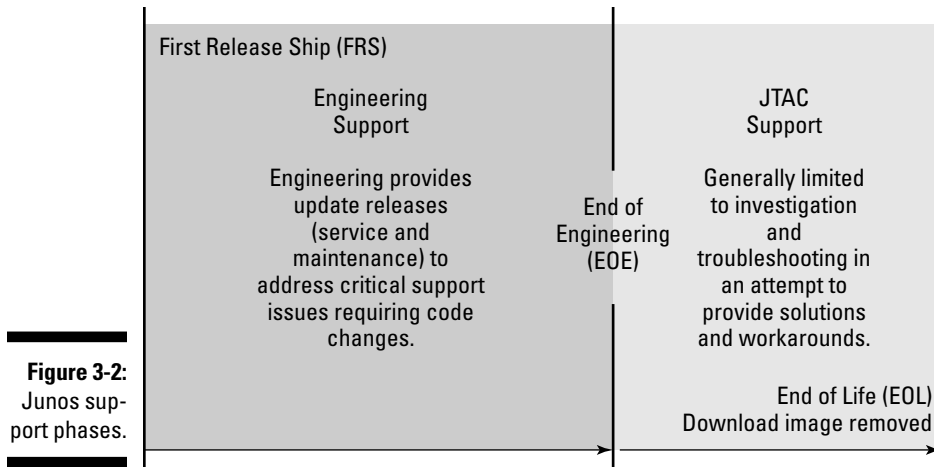 First Release Ship (FRS)
Engineering
Support
Engineering provides
update releases
(service and
maintenance) to
address critical support
issues requiring code
changes.
End of
Engineering
(EOE)
JTAC
Support
Generally limited
to investigation
and
troubleshooting in
an attempt to
provide solutions
and workarounds.
End of Life (EOL)
Download image removed
Figure 3-2:
Junos sup-
port phases.